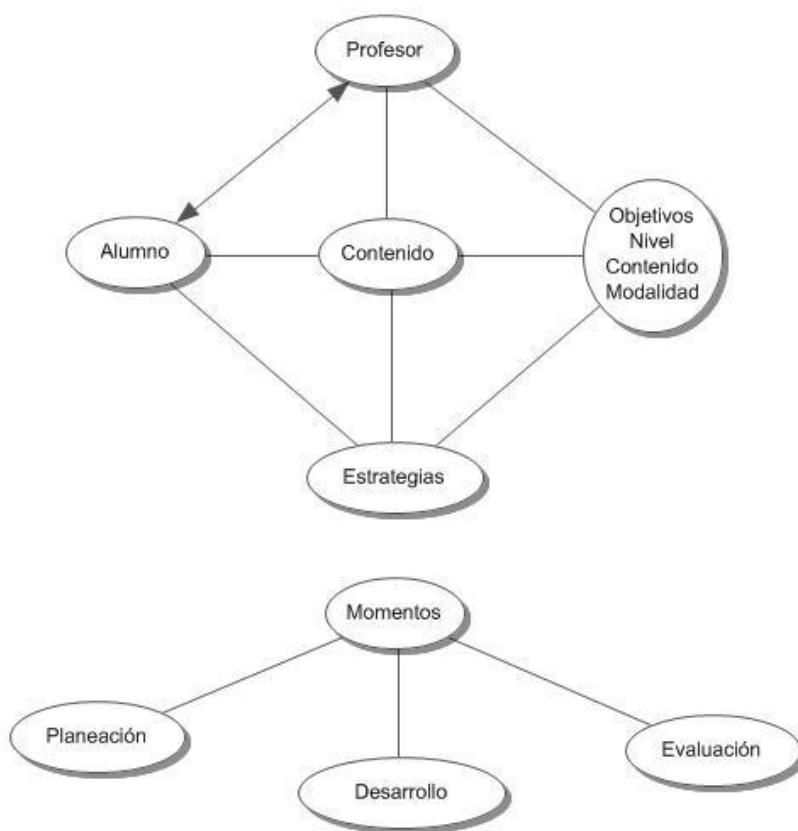 Profesor
Alumno
Contenido
Objetivos
Nivel
Contenido
Modalidad
Estrategias
Momentos
Planeación
Desarrollo
Evaluación